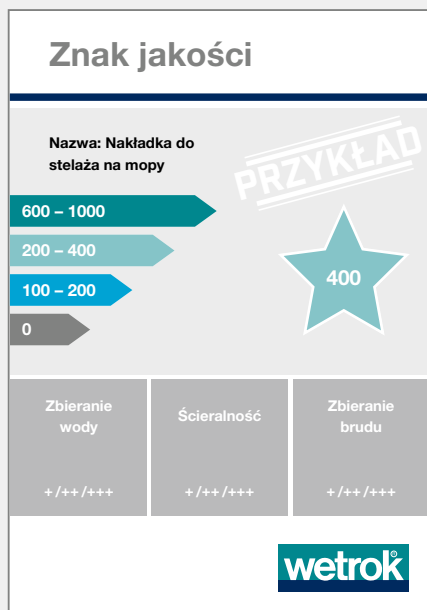 Znak jakości
Nazwa: Nakładka do
stelaża na mopy
PRZYKŁAD
600 – 1000
200 – 400
100 – 200
0
400
Zbieranie
wody
+/++/+++
Ścieralność
+/++/+++
Zbieranie
brudu
+/++/+++
wetrok®